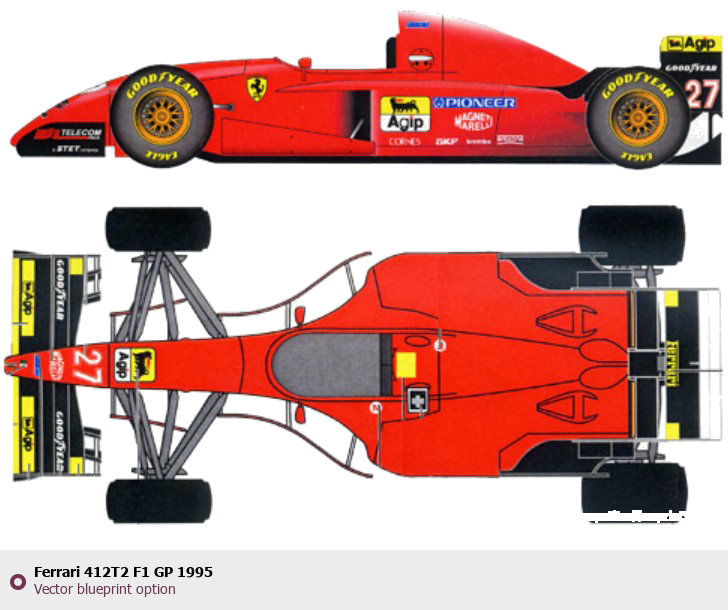 Agip
GOODYEAR
27
GOODYEAR
EAGLE
GOODYEAR
EAGLE
PIONEER
Agip
MAGNETI
MARELLI
CORNES SKF brembo
TELECOM
STET
GOODYEAR
Agip
27
Agip
Ferrari
E
N
Agip
GOODYEAR
Ferrari 412T2 F1 GP 1995
Vector blueprint option